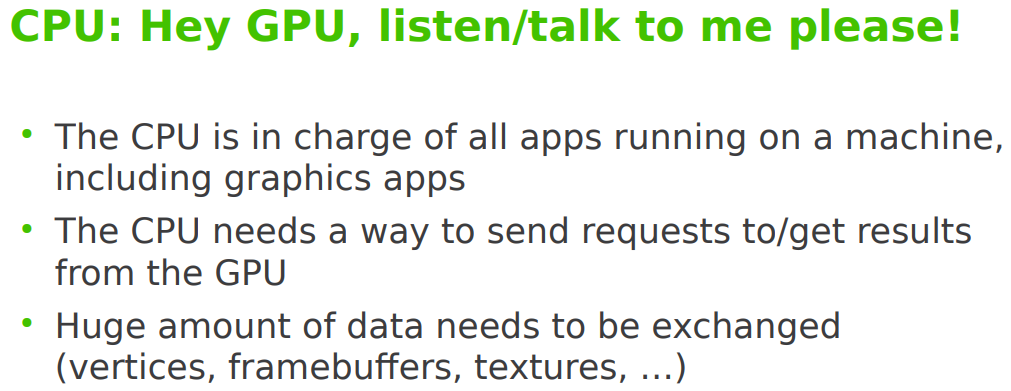 CPU: Hey GPU, listen/talk to me please!
• The CPU is in charge of all apps running on a machine,
including graphics apps
• The CPU needs a way to send requests to/get results
from the GPU
• Huge amount of data needs to be exchanged
(vertices, framebuffers, textures, ...)